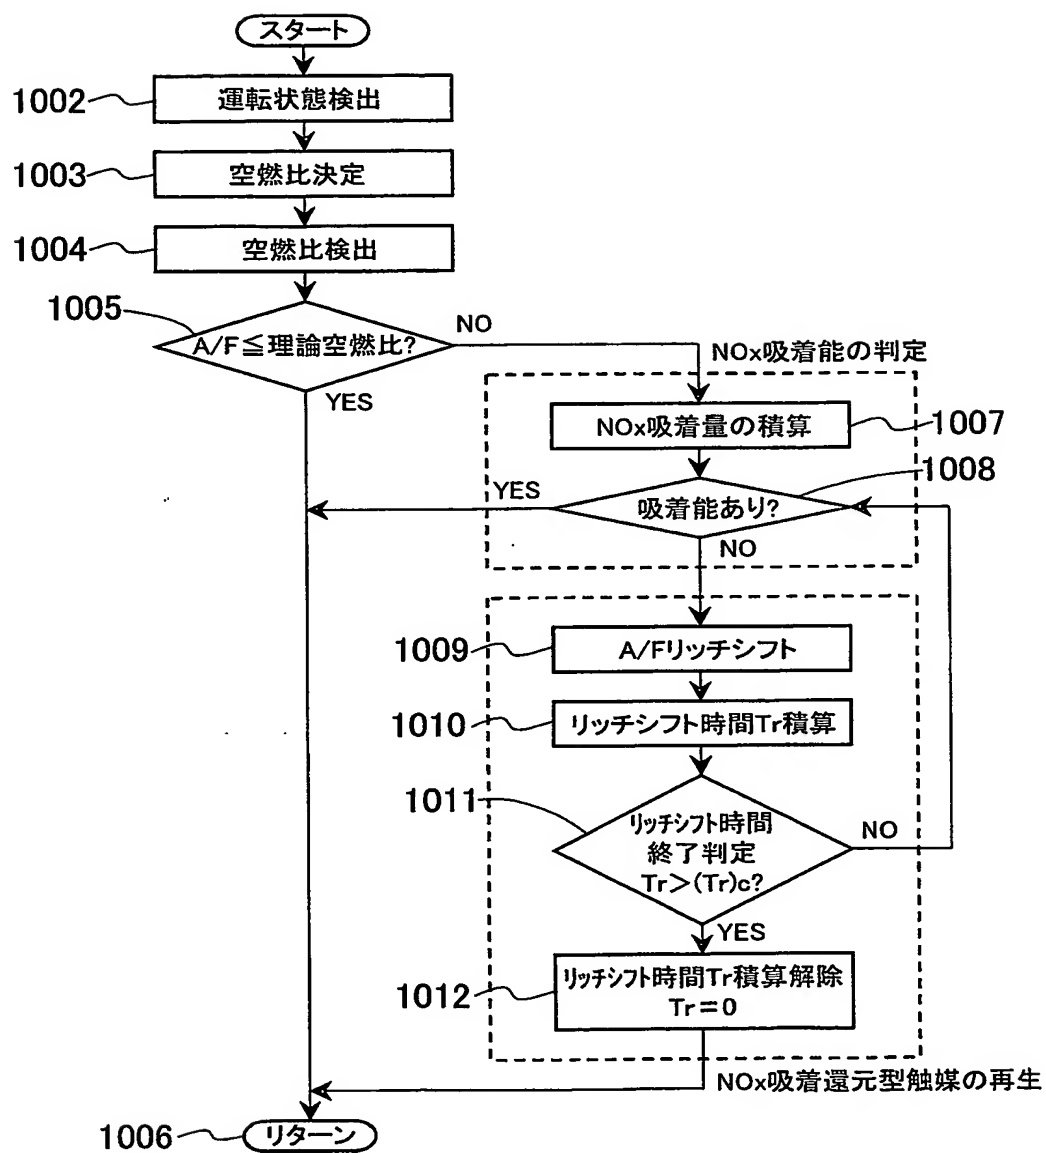 スタート
1002
運転状態検出
1003
空燃比決定
1004
空燃比検出
1005
A/F≦理論空燃比?
NO
YES
NOx吸着能の判定
NOx吸着量の積算
1007
1008
YES
吸着能あり?
NO
1009
A/Fリッチシフト
1010
リッチシフト時間Tr積算
1011
リッチシフト時間
終了判定
Tr>(Tr)c?
NO
YES
1012
リッチシフト時間Tr積算解除
Tr=0
NOx吸着還元型触媒の再生
1006
リターン